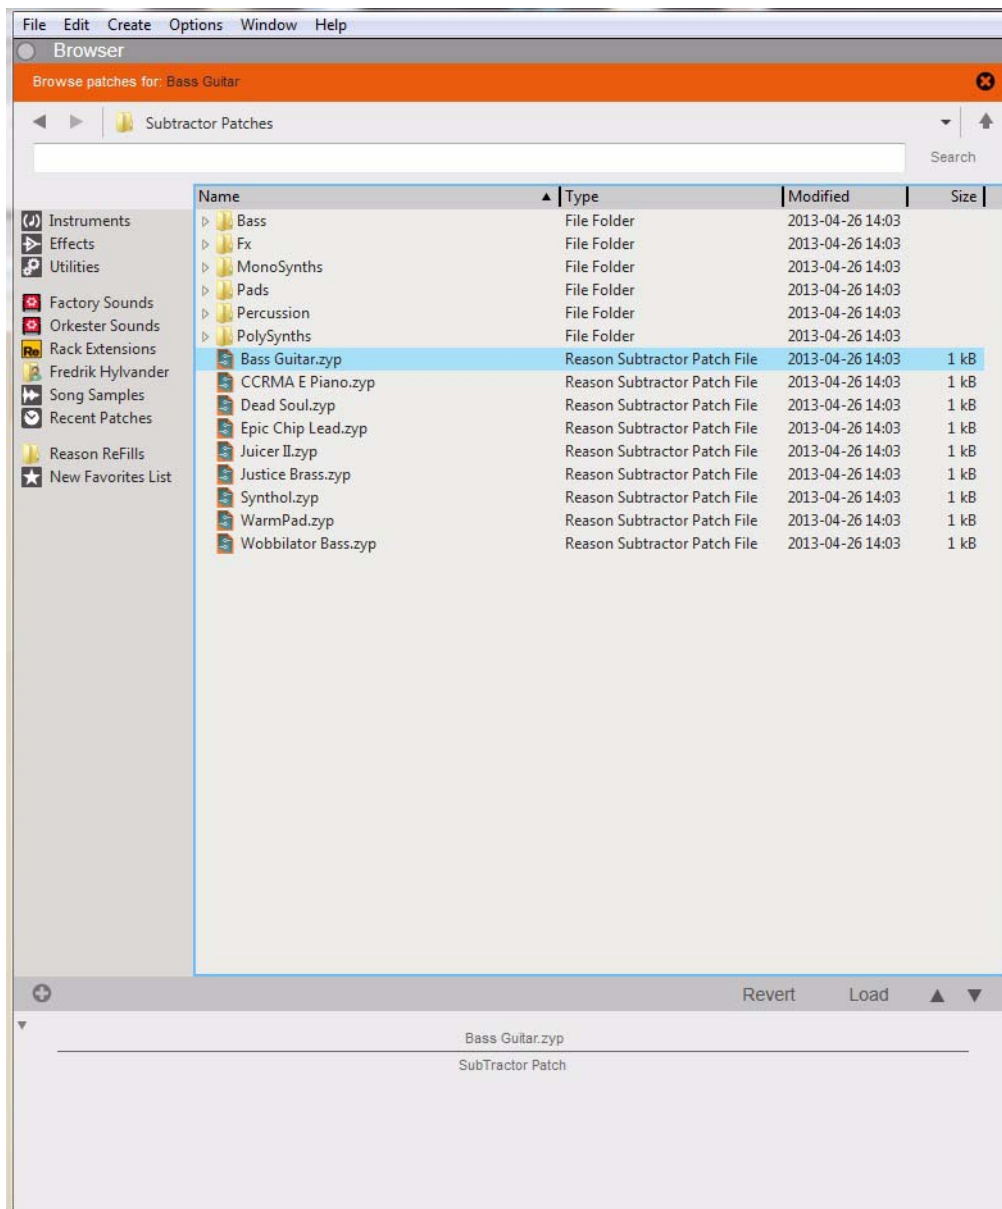 File Edit Create Options Window Help
Browser
Browse patches for: Bass Guitar
Subtractor Patches
Search
Name Type Modified Size
Instruments
Effects
Utilities
Factory Sounds
Orkester Sounds
Re Rack Extensions
Fredrik Hylvander
Song Samples
Recent Patches
Reason ReFills
New Favorites List
Bass File Folder 2013-04-26 14:03
Fx File Folder 2013-04-26 14:03
MonoSynths File Folder 2013-04-26 14:03
Pads File Folder 2013-04-26 14:03
Percussion File Folder 2013-04-26 14:03
PolySynths File Folder 2013-04-26 14:03
Bass Guitar.zyp Reason Subtractor Patch File 2013-04-26 14:03 1 kB
CCRMA E Piano.zyp Reason Subtractor Patch File 2013-04-26 14:03 1 kB
Dead Soul.zyp Reason Subtractor Patch File 2013-04-26 14:03 1 kB
Epic Chip Lead.zyp Reason Subtractor Patch File 2013-04-26 14:03 1 kB
Juicer II.zyp Reason Subtractor Patch File 2013-04-26 14:03 1 kB
Justice Brass.zyp Reason Subtractor Patch File 2013-04-26 14:03 1 kB
Synthol.zyp Reason Subtractor Patch File 2013-04-26 14:03 1 kB
WarmPad.zyp Reason Subtractor Patch File 2013-04-26 14:03 1 kB
Wobbilator Bass.zyp Reason Subtractor Patch File 2013-04-26 14:03 1 kB
Revert Load
Bass Guitar.zyp
SubTractor Patch